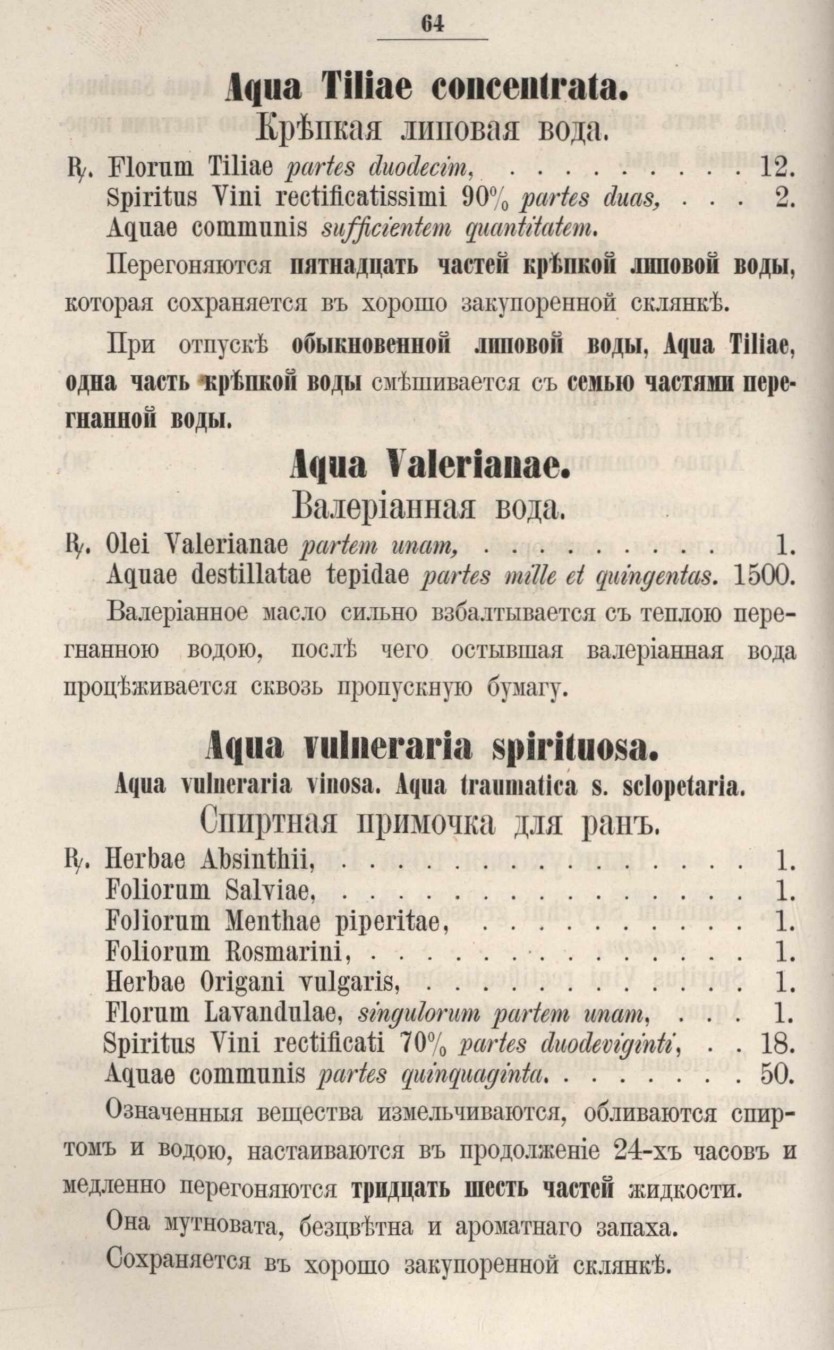 64
Aqua Tiliae concentrata.
Крѣпкая липовая вода.
℞. Florum Tiliae partes duodecim, . . . . . . . . . 12.
Spiritus Vini rectificatissimi 90% partes duas, . . . 2.
Aquae communis sufficientem quantitatem.
Перегоняются пятнадцать частей крѣпкой липовой воды,
которая сохраняется въ хорошо закупоренной склянкѣ.
При отпускѣ обыкновенной липовой воды, Aqua Tiliae,
одна часть крѣпкой воды смѣшивается съ семью частями пере-
гнанной воды.
Aqua Valerianae.
Валеріанная вода.
℞. Olei Valerianae partem unam, . . . . . . . . . 1.
Aquae destillatae tepidae partes mille et quingentas. 1500.
Валеріанное масло сильно взбалтывается съ теплою пере-
гнанною водою, послѣ чего остывшая валеріанная вода
процѣживается сквозь пропускную бумагу.
Aqua vulneraria spirituosa.
Aqua vulneraria vinosa. Aqua traumatica s. sclopetaria.
Спиртная примочка для ранъ.
℞. Herbae Absinthii, . . . . . . . . . . . . . . . 1.
Foliorum Salviae, . . . . . . . . . . . . . . . 1.
Foliorum Menthae piperitae, . . . . . . . . . . 1.
Foliorum Rosmarini, . . . . . . . . . . . . . . 1.
Herbae Origani vulgaris, . . . . . . . . . . . . 1.
Florum Lavandulae, singulorum partem unam, . . . 1.
Spiritus Vini rectificati 70% partes duodeviginti, . . 18.
Aquae communis partes quinquaginta. . . . . . . . 50.
Означенныя вещества измельчиваются, обливаются спир-
томъ и водою, настаиваются въ продолженіе 24-хъ часовъ и
медленно перегоняются тридцать шесть частей жидкости.
Она мутновата, безцвѣтна и ароматнаго запаха.
Сохраняется въ хорошо закупоренной склянкѣ.